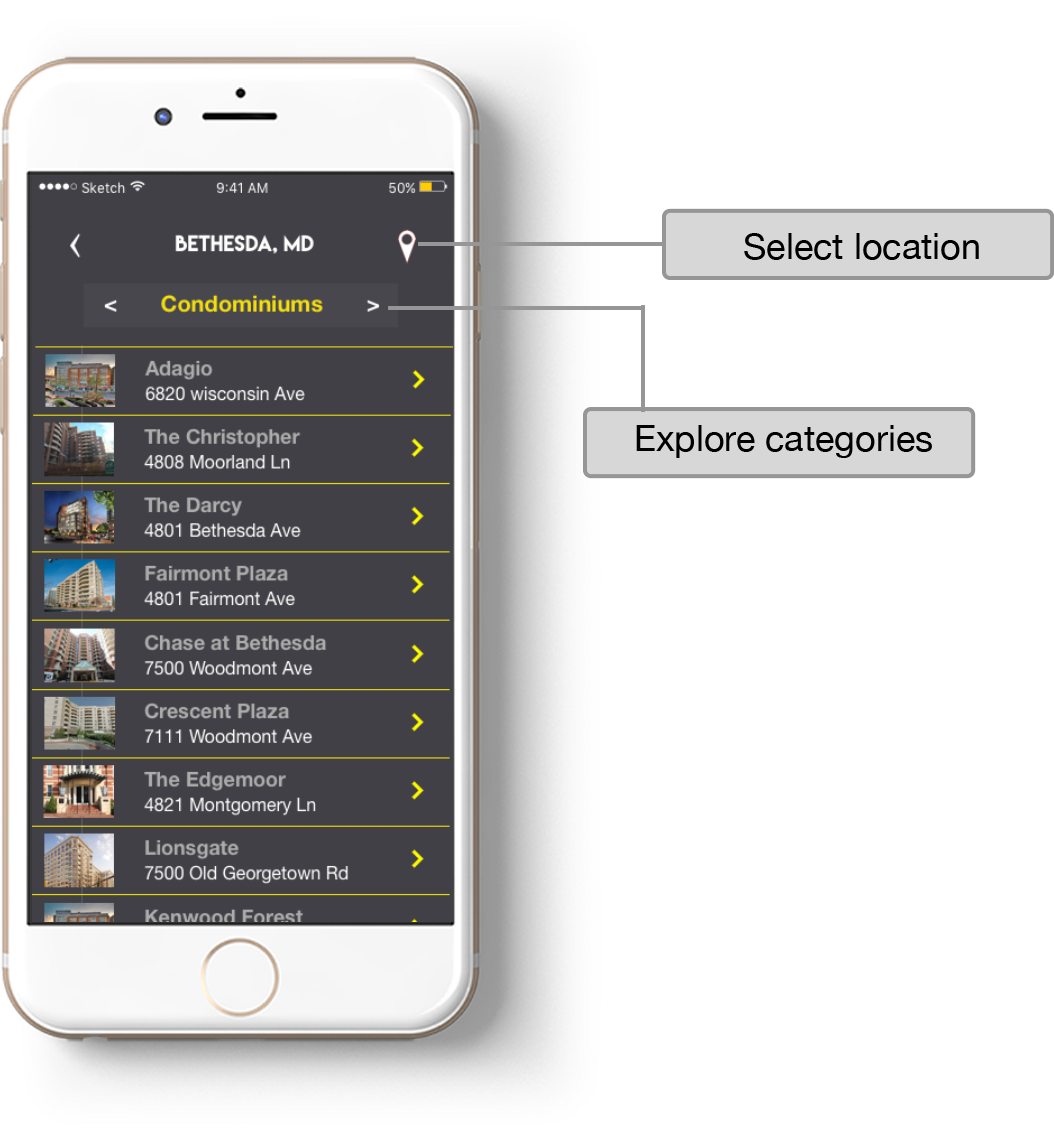 Sketch 9:41 AM 50%
BETHESDA, MD
Select location
< Condominiums >
Explore categories
Adagio
6820 wisconsin Ave
The Christopher
4808 Moorland Ln
The Darcy
4801 Bethesda Ave
Fairmont Plaza
4801 Fairmont Ave
Chase at Bethesda
7500 Woodmont Ave
Crescent Plaza
7111 Woodmont Ave
The Edgemoor
4821 Montgomery Ln
Lionsgate
7500 Old Georgetown Rd
Kenwood Forest